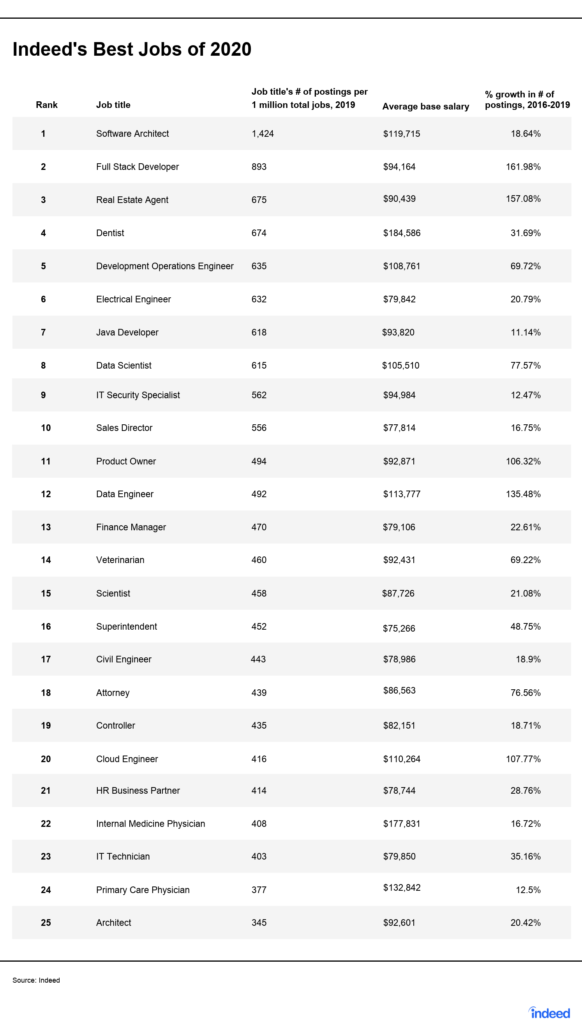 Indeed's Best Jobs of 2020
Rank Job title Job title's # of postings per 1 million total jobs, 2019 Average base salary % growth in # of postings, 2016-2019
1 Software Architect 1,424 $119,715 18.64%
2 Full Stack Developer 893 $94,164 161.98%
3 Real Estate Agent 675 $90,439 157.08%
4 Dentist 674 $184,586 31.69%
5 Development Operations Engineer 635 $108,761 69.72%
6 Electrical Engineer 632 $79,842 20.79%
7 Java Developer 618 $93,820 11.14%
8 Data Scientist 615 $105,510 77.57%
9 IT Security Specialist 562 $94,984 12.47%
10 Sales Director 556 $77,814 16.75%
11 Product Owner 494 $92,871 106.32%
12 Data Engineer 492 $113,777 135.48%
13 Finance Manager 470 $79,106 22.61%
14 Veterinarian 460 $92,431 69.22%
15 Scientist 458 $87,726 21.08%
16 Superintendent 452 $75,266 48.75%
17 Civil Engineer 443 $78,986 18.9%
18 Attorney 439 $86,563 76.56%
19 Controller 435 $82,151 18.71%
20 Cloud Engineer 416 $110,264 107.77%
21 HR Business Partner 414 $78,744 28.76%
22 Internal Medicine Physician 408 $177,831 16.72%
23 IT Technician 403 $79,850 35.16%
24 Primary Care Physician 377 $132,842 12.5%
25 Architect 345 $92,601 20.42%
Source: Indeed
indeed